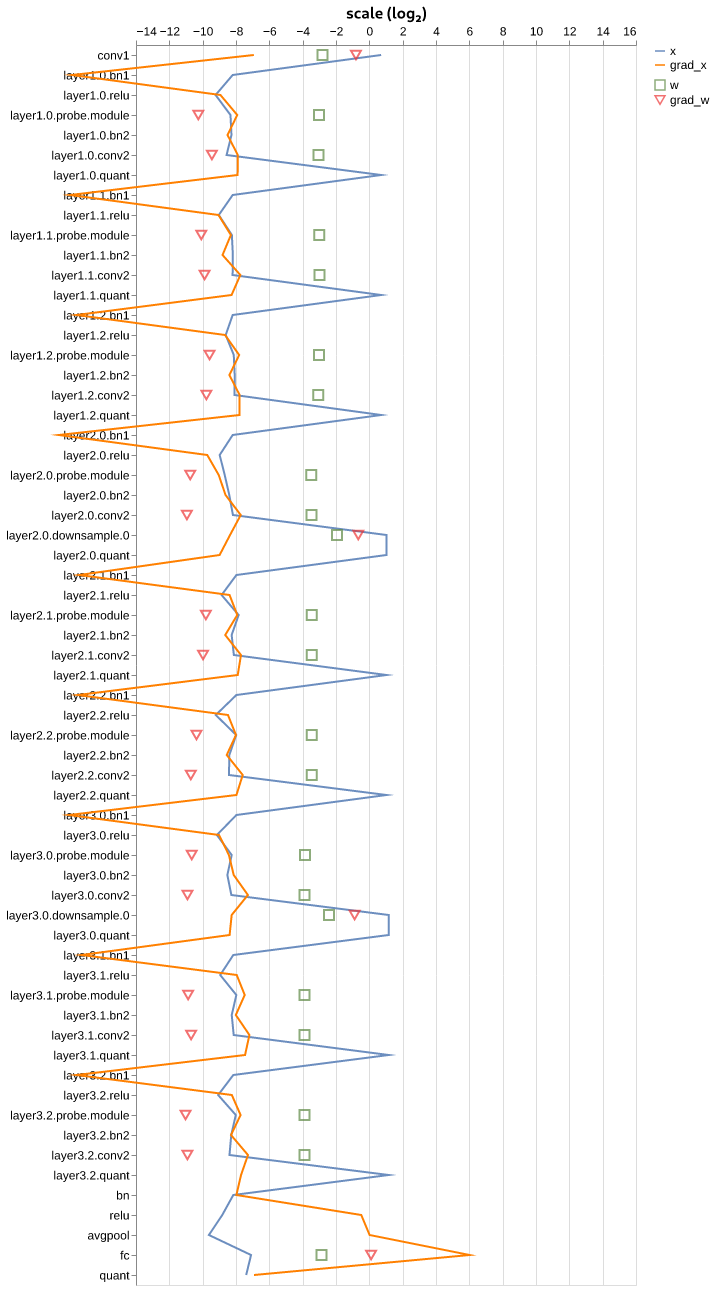 scale (log₂)
−14 −12 −10 −8 −6 −4 −2 0 2 4 6 8 10 12 14 16
conv1
layer1.0.bn1
layer1.0.relu
layer1.0.probe.module
layer1.0.bn2
layer1.0.conv2
layer1.0.quant
layer1.1.bn1
layer1.1.relu
layer1.1.probe.module
layer1.1.bn2
layer1.1.conv2
layer1.1.quant
layer1.2.bn1
layer1.2.relu
layer1.2.probe.module
layer1.2.bn2
layer1.2.conv2
layer1.2.quant
layer2.0.bn1
layer2.0.relu
layer2.0.probe.module
layer2.0.bn2
layer2.0.conv2
layer2.0.downsample.0
layer2.0.quant
layer2.1.bn1
layer2.1.relu
layer2.1.probe.module
layer2.1.bn2
layer2.1.conv2
layer2.1.quant
layer2.2.bn1
layer2.2.relu
layer2.2.probe.module
layer2.2.bn2
layer2.2.conv2
layer2.2.quant
layer3.0.bn1
layer3.0.relu
layer3.0.probe.module
layer3.0.bn2
layer3.0.conv2
layer3.0.downsample.0
layer3.0.quant
layer3.1.bn1
layer3.1.relu
layer3.1.probe.module
layer3.1.bn2
layer3.1.conv2
layer3.1.quant
layer3.2.bn1
layer3.2.relu
layer3.2.probe.module
layer3.2.bn2
layer3.2.conv2
layer3.2.quant
bn
relu
avgpool
fc
quant
x
grad_x
w
grad_w